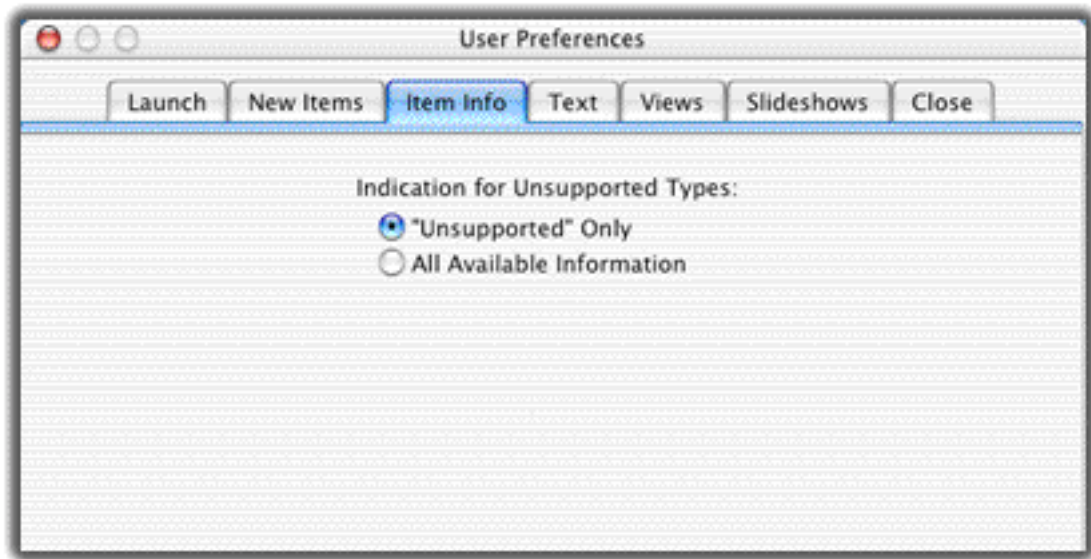 User Preferences
Launch New Items Item Info Text Views Slideshows Close
Indication for Unsupported Types:
"Unsupported" Only
All Available Information